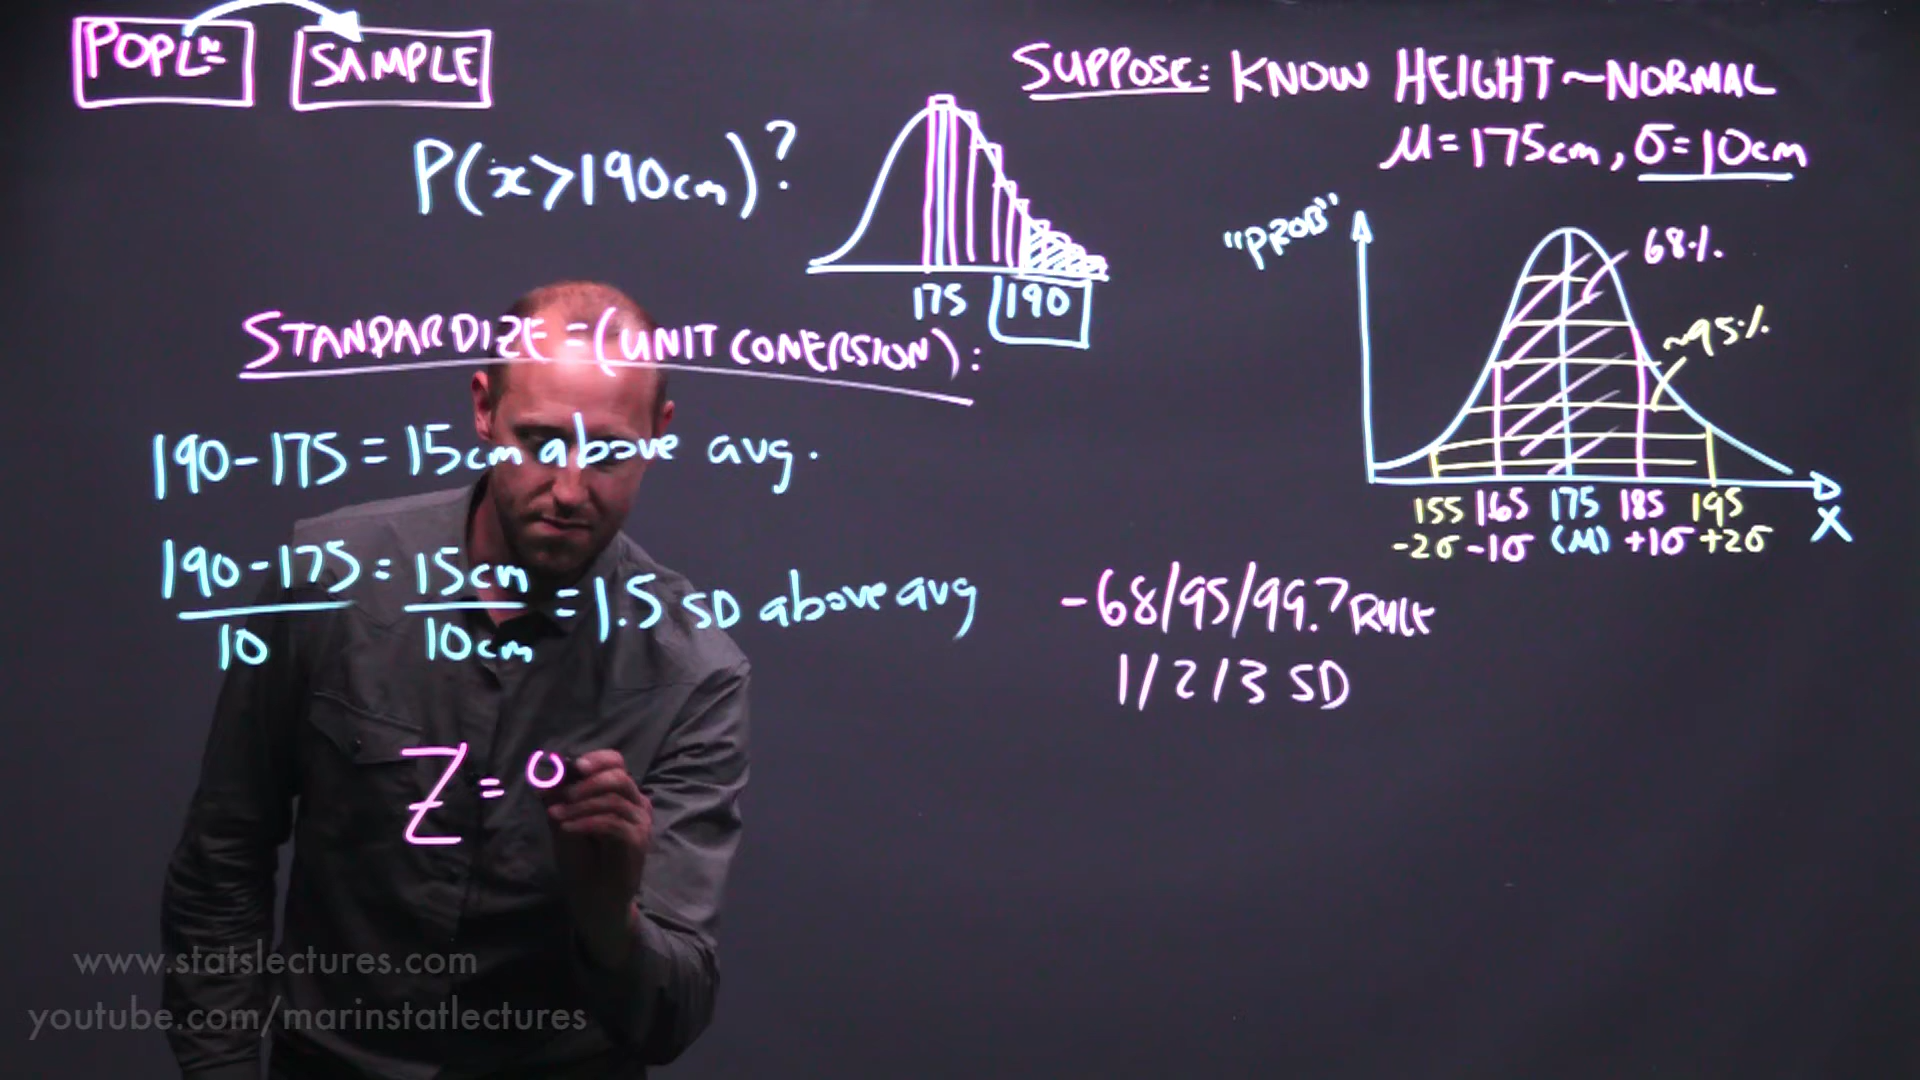 POPLᴺ
SAMPLE
P(x>190cm)?
175
190
SUPPOSE: KNOW HEIGHT~NORMAL
μ=175cm, σ=10cm
"PROB"
68%
~95%
155 165 175 185 195
-2σ -1σ (μ) +1σ +2σ
X
STANDARDIZE=(UNIT CONERSION):
190-175=15cm above avg.
190-175 = 15cm = 1.5 SD above avg
10 10cm
-68/95/99.7 RULE
1/2/3 SD
Z=
www.statslectures.com
youtube.com/marinstatlectures